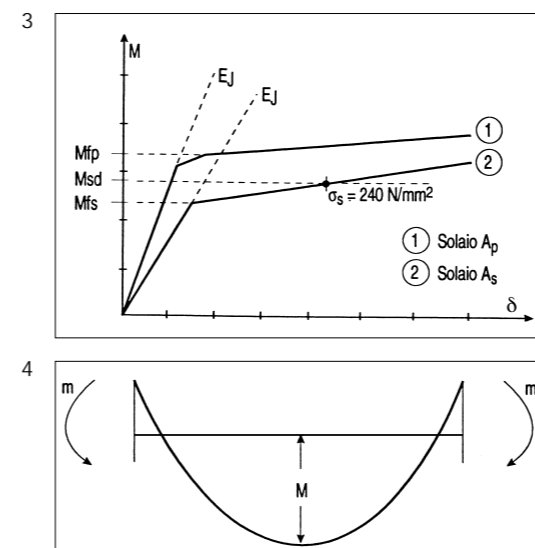 3
M
EJ
EJ
1
Mfp
2
Msd
Mfs
σs = 240 N/mm²
1 Solaio Ap
2 Solaio As
δ
4
m
m
M